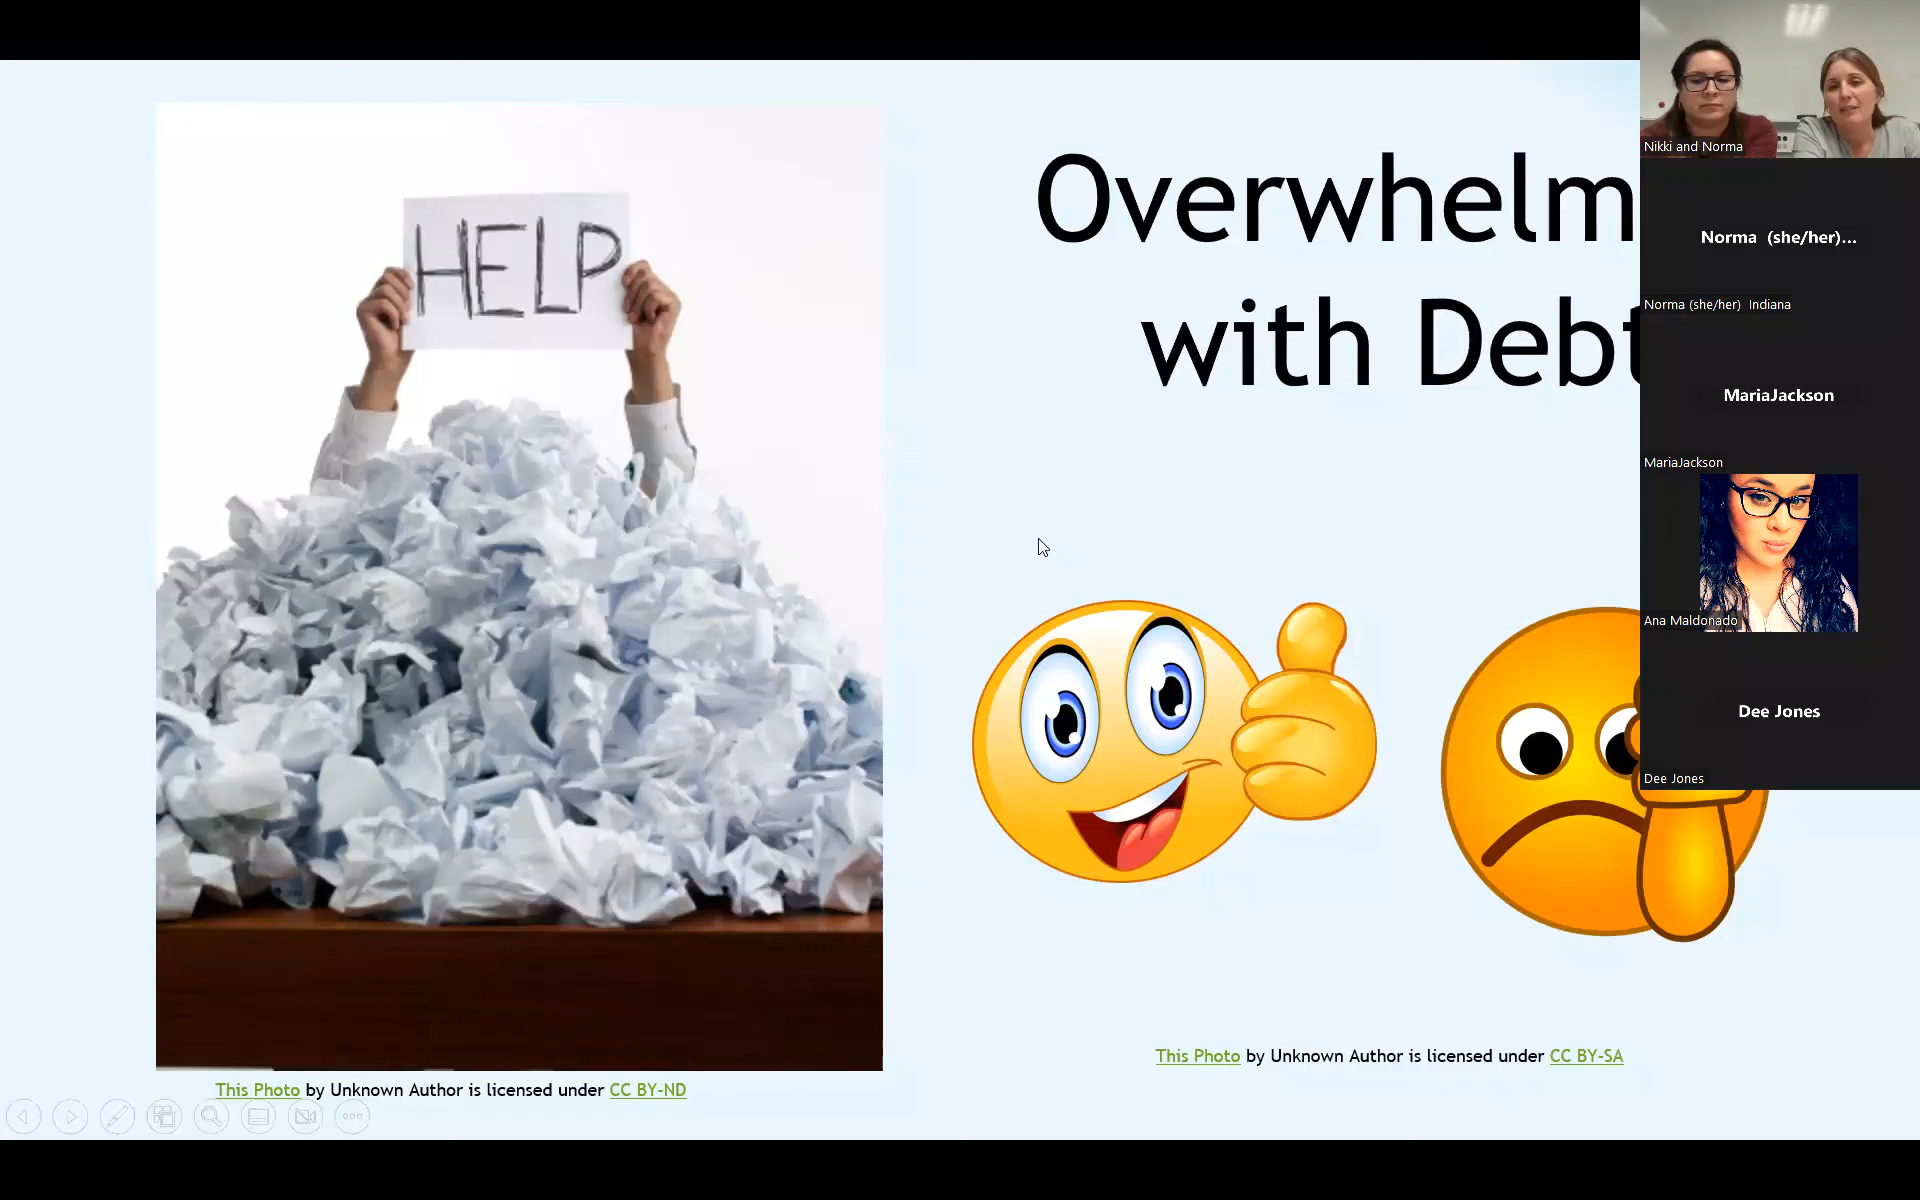 HELP
Overwhelm
with Debt
This Photo by Unknown Author is licensed under CC BY-ND
This Photo by Unknown Author is licensed under CC BY-SA
Nikki and Norma
Norma (she/her)...
Norma (she/her) Indiana
MariaJackson
MariaJackson
Ana Maldonado
Dee Jones
Dee Jones